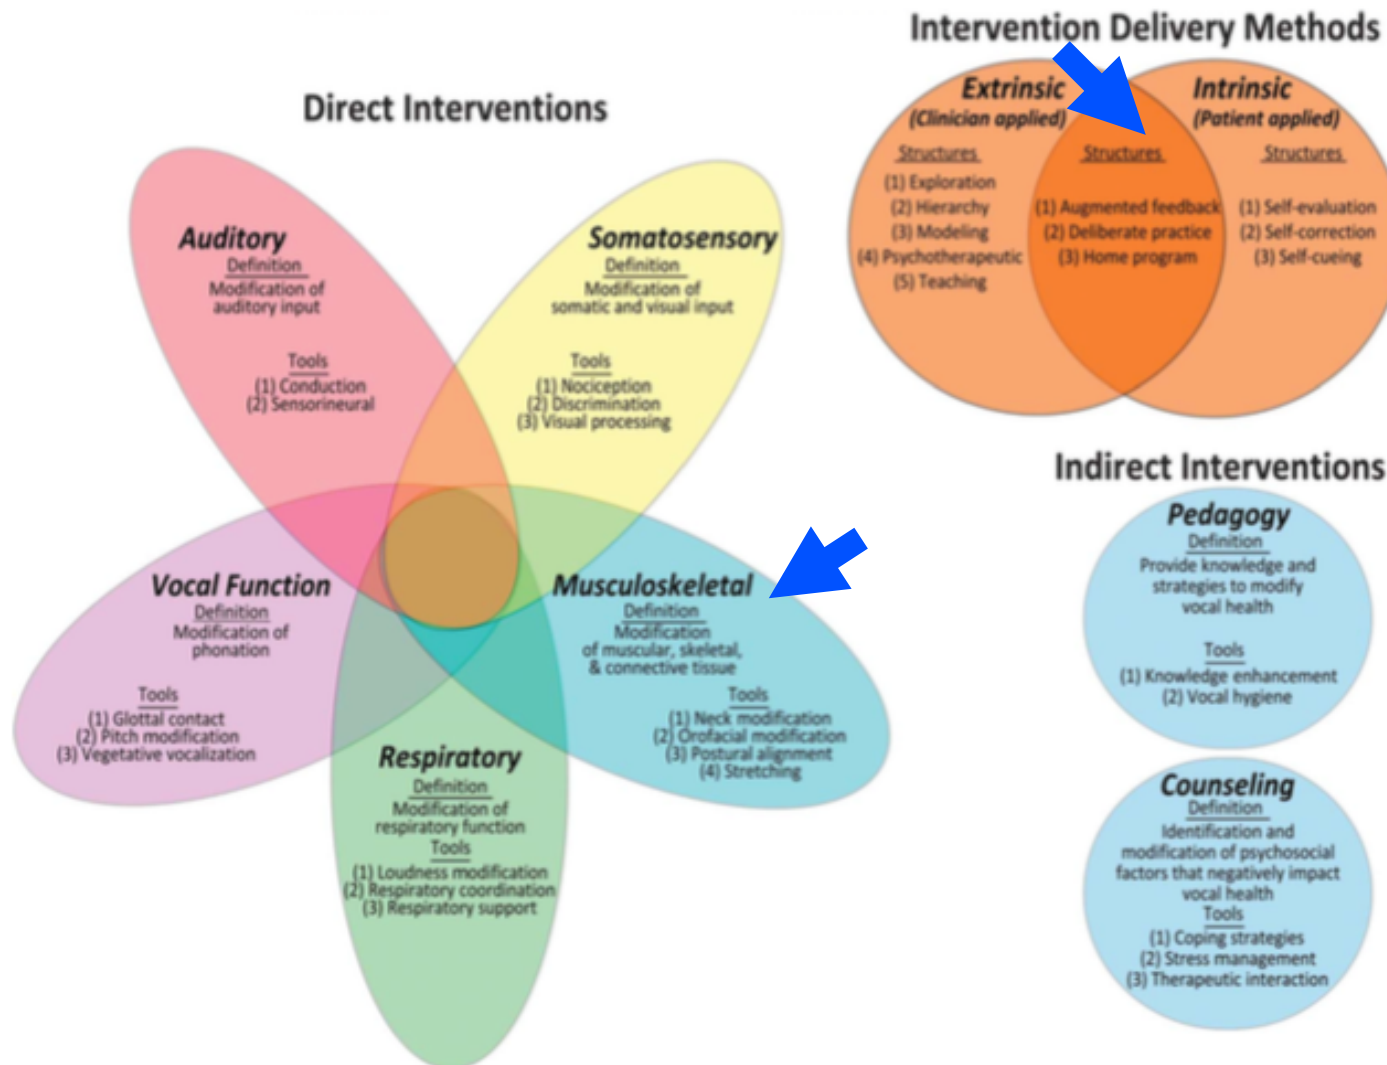 Direct Interventions
Auditory
Definition
Modification of
auditory input
Tools
(1) Conduction
(2) Sensorineural
Somatosensory
Definition
Modification of
somatic and visual input
Tools
(1) Nociception
(2) Discrimination
(3) Visual processing
Vocal Function
Definition
Modification of
phonation
Tools
(1) Glottal contact
(2) Pitch modification
(3) Vegetative vocalization
Musculoskeletal
Definition
Modification
of muscular, skeletal,
& connective tissue
Tools
(1) Neck modification
(2) Orofacial modification
(3) Postural alignment
(4) Stretching
Respiratory
Definition
Modification of
respiratory function
Tools
(1) Loudness modification
(2) Respiratory coordination
(3) Respiratory support
Intervention Delivery Methods
Extrinsic
(Clinician applied)
Structures
(1) Exploration
(2) Hierarchy
(3) Modeling
(4) Psychotherapeutic
(5) Teaching
Structures
(1) Augmented feedback
(2) Deliberate practice
(3) Home program
Intrinsic
(Patient applied)
Structures
(1) Self-evaluation
(2) Self-correction
(3) Self-cueing
Indirect Interventions
Pedagogy
Definition
Provide knowledge and
strategies to modify
vocal health
Tools
(1) Knowledge enhancement
(2) Vocal hygiene
Counseling
Definition
Identification and
modification of psychosocial
factors that negatively impact
vocal health
Tools
(1) Coping strategies
(2) Stress management
(3) Therapeutic interaction